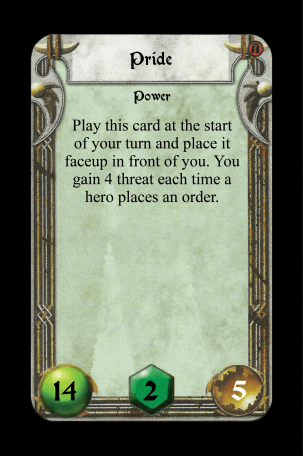 Pride
@
Power
Play this card at the start
of your turn and place it
faceup in front of you. You
gain 4 threat each time a
hero places an order.
14
2
5